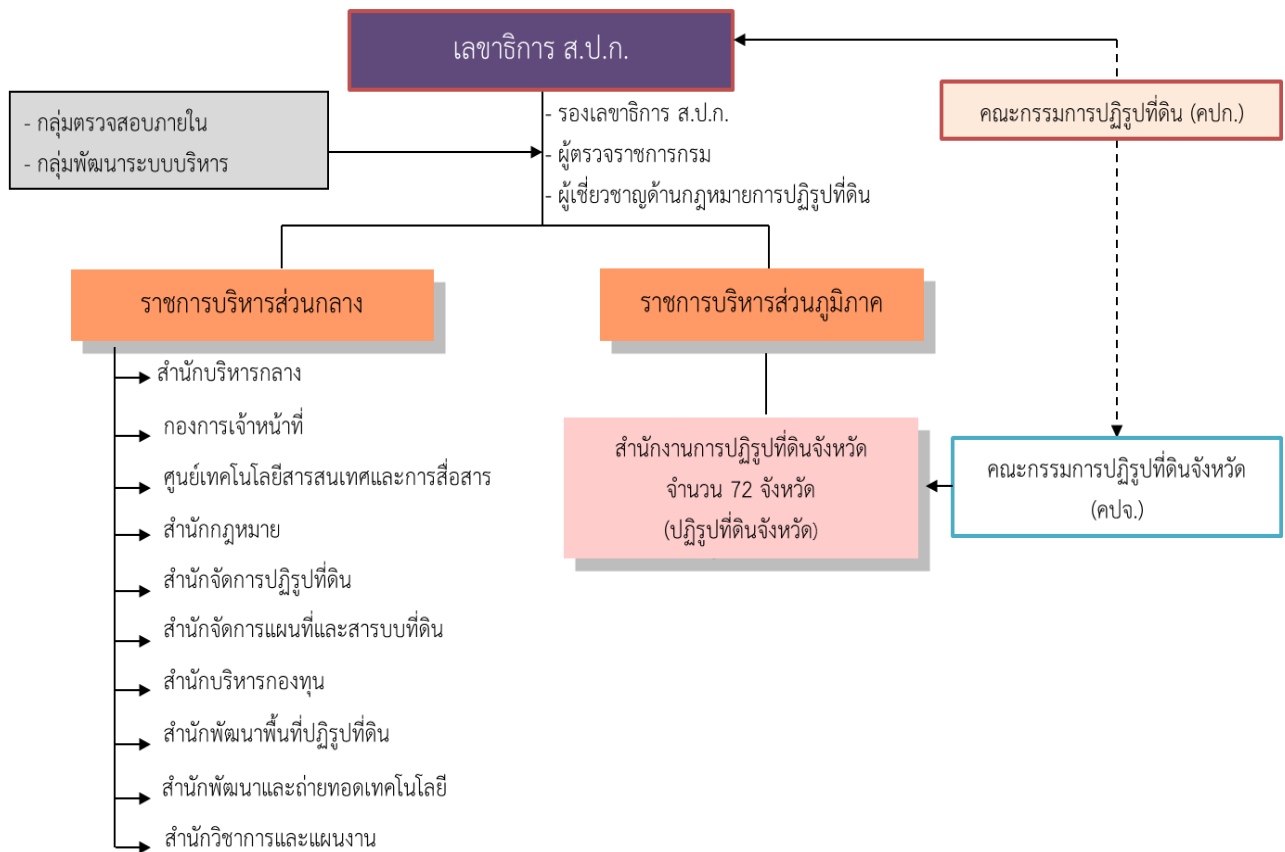 เลขาธิการ ส.ป.ก.
คณะกรรมการปฏิรูปที่ดิน (คปก.)
- กลุ่มตรวจสอบภายใน
- กลุ่มพัฒนาระบบบริหาร
- รองเลขาธิการ ส.ป.ก.
- ผู้ตรวจราชการกรม
- ผู้เชี่ยวชาญด้านกฎหมายการปฏิรูปที่ดิน
ราชการบริหารส่วนกลาง
สำนักบริหารกลาง
กองการเจ้าหน้าที่
ศูนย์เทคโนโลยีสารสนเทศและการสื่อสาร
สำนักกฎหมาย
สำนักจัดการปฏิรูปที่ดิน
สำนักจัดการแผนที่และสารบบที่ดิน
สำนักบริหารกองทุน
สำนักพัฒนาพื้นที่ปฏิรูปที่ดิน
สำนักพัฒนาและถ่ายทอดเทคโนโลยี
สำนักวิชาการและแผนงาน
ราชการบริหารส่วนภูมิภาค
สำนักงานการปฏิรูปที่ดินจังหวัด
จำนวน 72 จังหวัด
(ปฏิรูปที่ดินจังหวัด)
คณะกรรมการปฏิรูปที่ดินจังหวัด
(คปจ.)